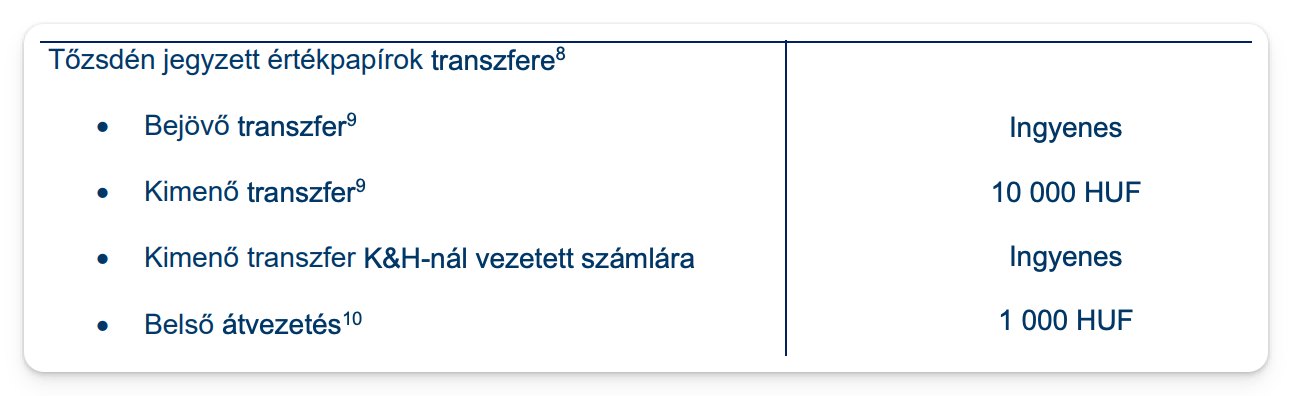 Tőzsdén jegyzett értékpapírok transzfere⁸
• Bejövő transzfer⁹ Ingyenes
• Kimenő transzfer⁹ 10 000 HUF
• Kimenő transzfer K&H-nál vezetett számlára Ingyenes
• Belső átvezetés¹⁰ 1 000 HUF